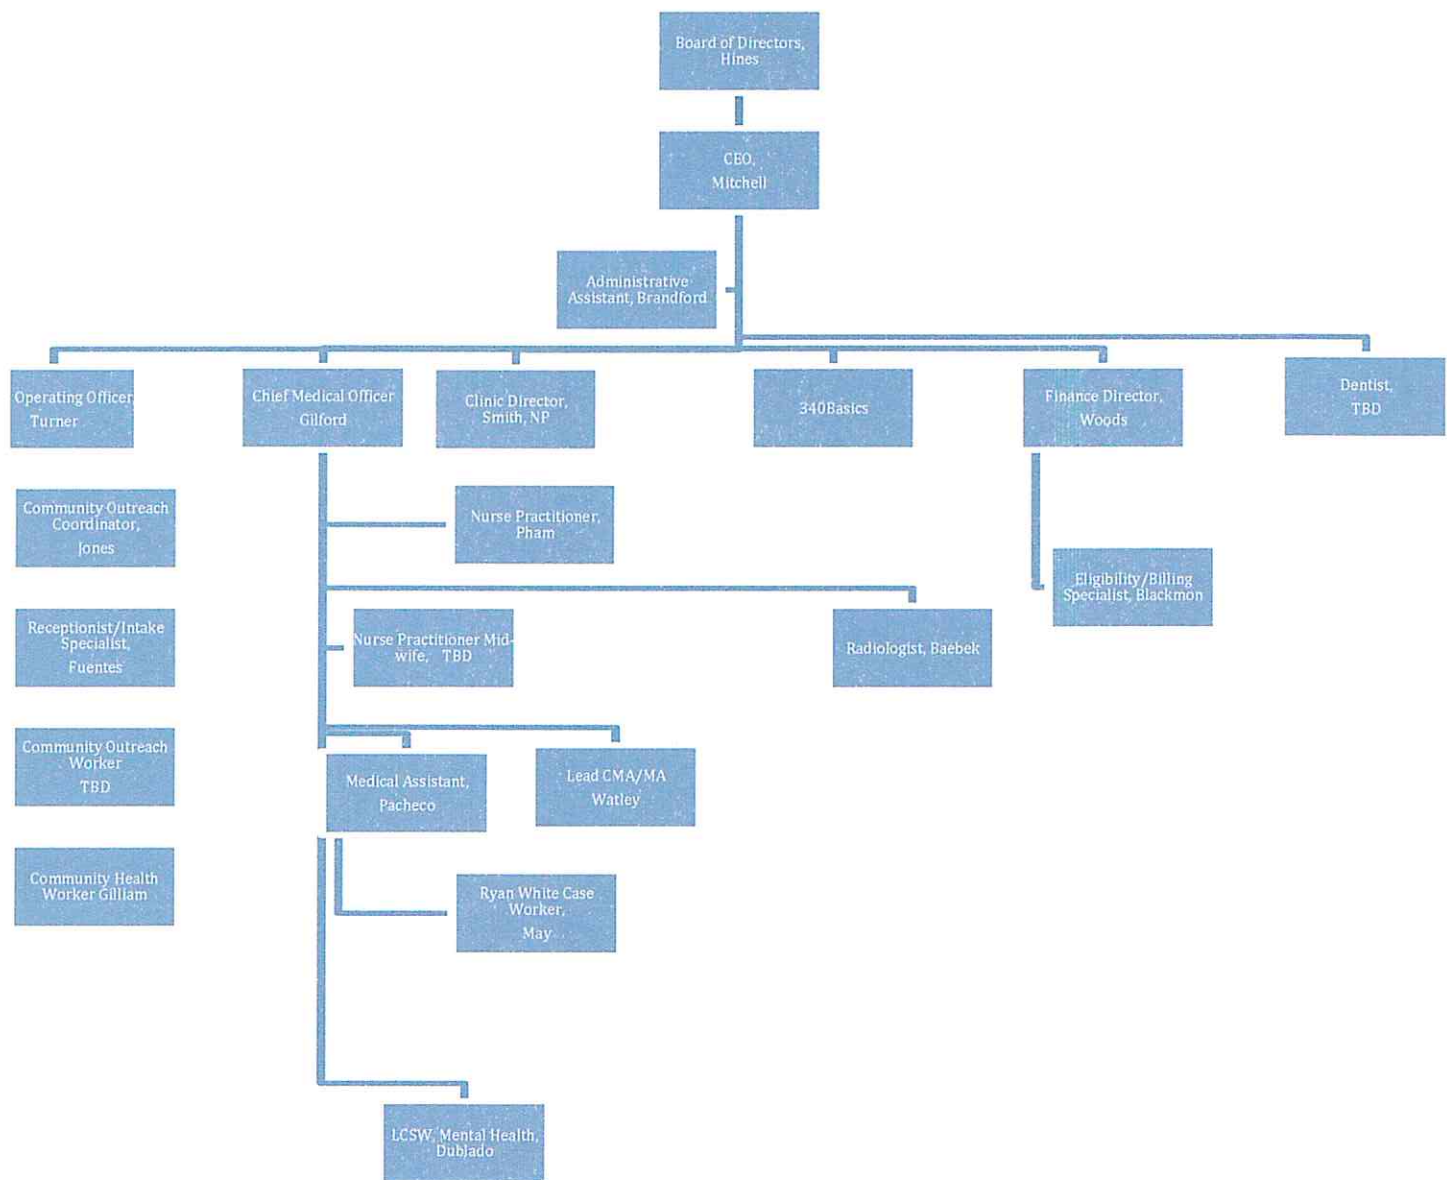 Board of Directors,
Hines
CEO,
Mitchell
Administrative
Assistant, Brandford
Operating Officer
Turner
Chief Medical Officer
Gilford
Clinic Director,
Smith, NP
340Basics
Finance Director,
Woods
Dentist,
TBD
Community Outreach
Coordinator,
Jones
Nurse Practitioner,
Pham
Eligibility/Billing
Specialist, Blackmon
Receptionist/Intake
Specialist,
Fuentes
Nurse Practitioner Mid-
wife, TBD
Radiologist, Baebek
Community Outreach
Worker
TBD
Medical Assistant,
Pacheco
Lead CMA/MA
Watley
Community Health
Worker Gilliam
Ryan White Case
Worker,
May
LCSW, Mental Health,
DubJado